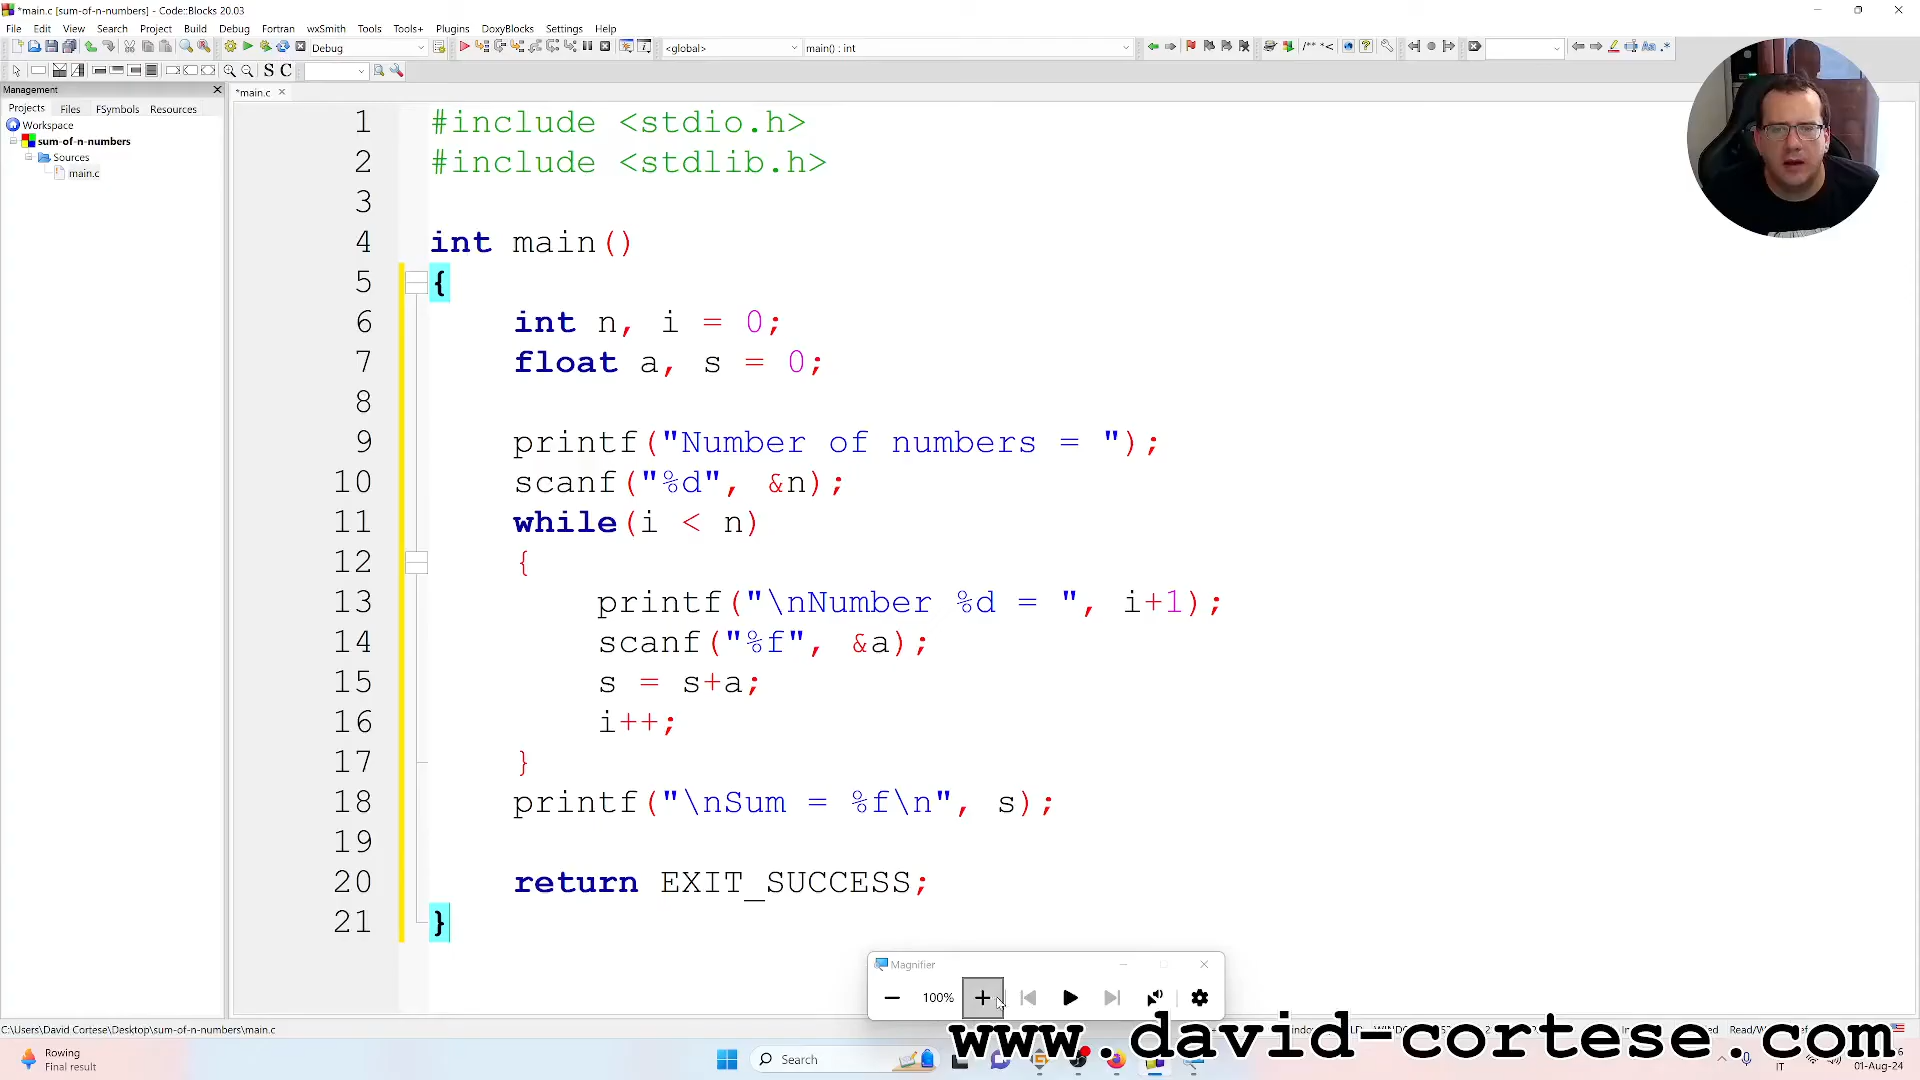 *main.c [sum-of-n-numbers] - Code::Blocks 20.03
File Edit View Search Project Build Debug Fortran wxSmith Tools Tools+ Plugins DoxyBlocks Settings Help
Debug <global> main() : int
S C
Management
*main.c
Projects Files FSymbols Resources
Workspace
sum-of-n-numbers
Sources
main.c
1 #include <stdio.h>
2 #include <stdlib.h>
3
4 int main()
5 {
6 int n, i = 0;
7 float a, s = 0;
8
9 printf("Number of numbers = ");
10 scanf("%d", &n);
11 while(i < n)
12 {
13 printf("\nNumber %d = ", i+1);
14 scanf("%f", &a);
15 s = s+a;
16 i++;
17 }
18 printf("\nSum = %f\n", s);
19
20 return EXIT_SUCCESS;
21 }
Magnifier
100%
C:\Users\David Cortese\Desktop\sum-of-n-numbers\main.c
www.david-cortese.com
Rowing
Final result
Search
IT
01-Aug-24